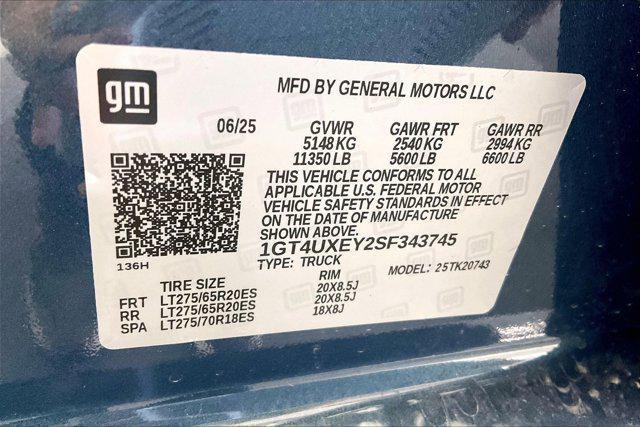 gm
MFD BY GENERAL MOTORS LLC
06/25 GVWR GAWR FRT GAWR RR
5148 KG 2540 KG 2994 KG
11350 LB 5600 LB 6600 LB
THIS VEHICLE CONFORMS TO ALL
APPLICABLE U.S. FEDERAL MOTOR
VEHICLE SAFETY STANDARDS IN EFFECT
ON THE DATE OF MANUFACTURE
SHOWN ABOVE.
1GT4UXEY2SF343745
136H
TYPE: TRUCK MODEL: 25TK20743
TIRE SIZE RIM
FRT LT275/65R20ES 20X8.5J
RR LT275/65R20ES 20X8.5J
SPA LT275/70R18ES 18X8J